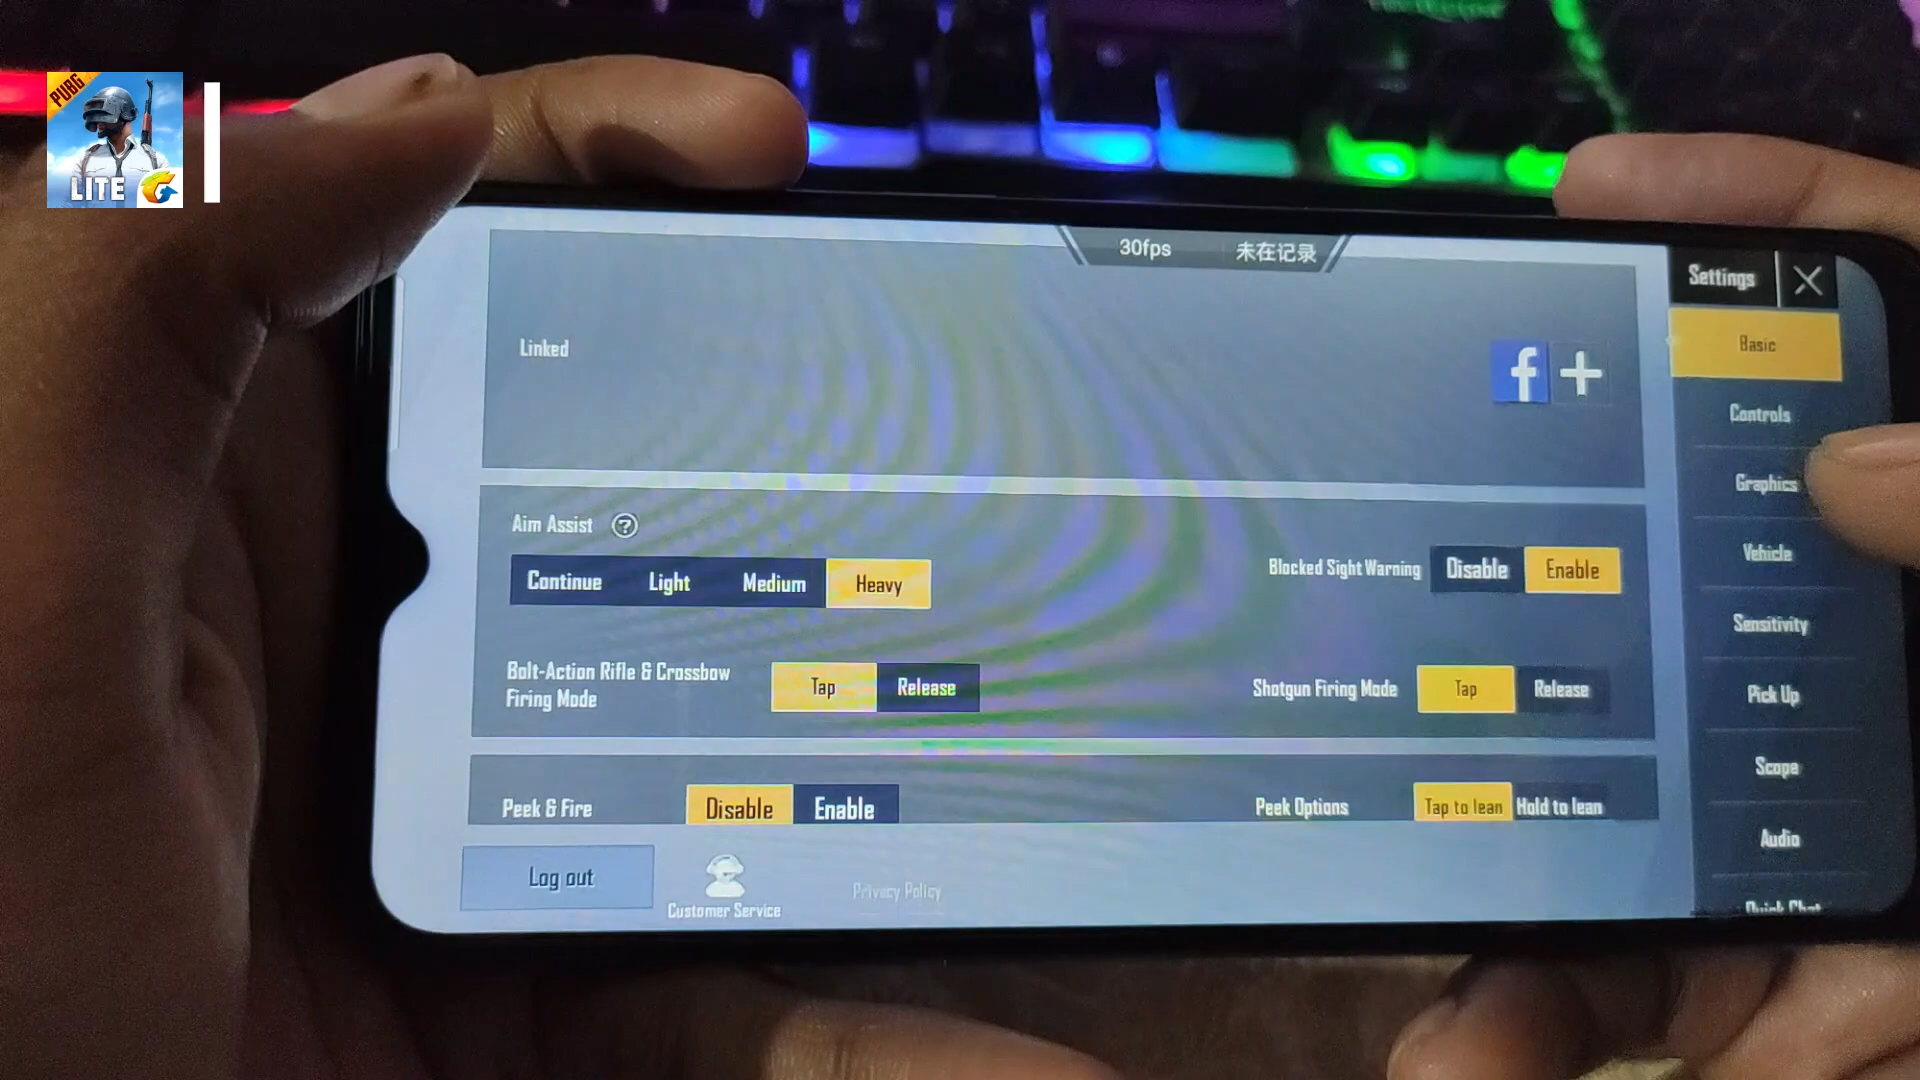 PUBG
LITE
30fps
未在记录
Settings
Linked
Basic
Controls
Graphics
Vehicle
Sensitivity
Pick Up
Scope
Audio
Quick Chat
Aim Assist ?
Continue Light Medium Heavy
Blocked Sight Warning Disable Enable
Bolt-Action Rifle & Crossbow
Firing Mode
Tap Release
Shotgun Firing Mode Tap Release
Peek & Fire Disable Enable
Peek Options Tap to lean Hold to lean
Log out
Customer Service
Privacy Policy